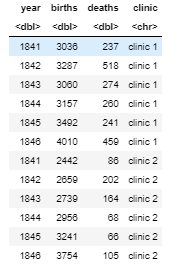 year births deaths clinic
<dbl> <dbl> <dbl> <chr>
1841 3036 237 clinic 1
1842 3287 518 clinic 1
1843 3060 274 clinic 1
1844 3157 260 clinic 1
1845 3492 241 clinic 1
1846 4010 459 clinic 1
1841 2442 86 clinic 2
1842 2659 202 clinic 2
1843 2739 164 clinic 2
1844 2956 68 clinic 2
1845 3241 66 clinic 2
1846 3754 105 clinic 2